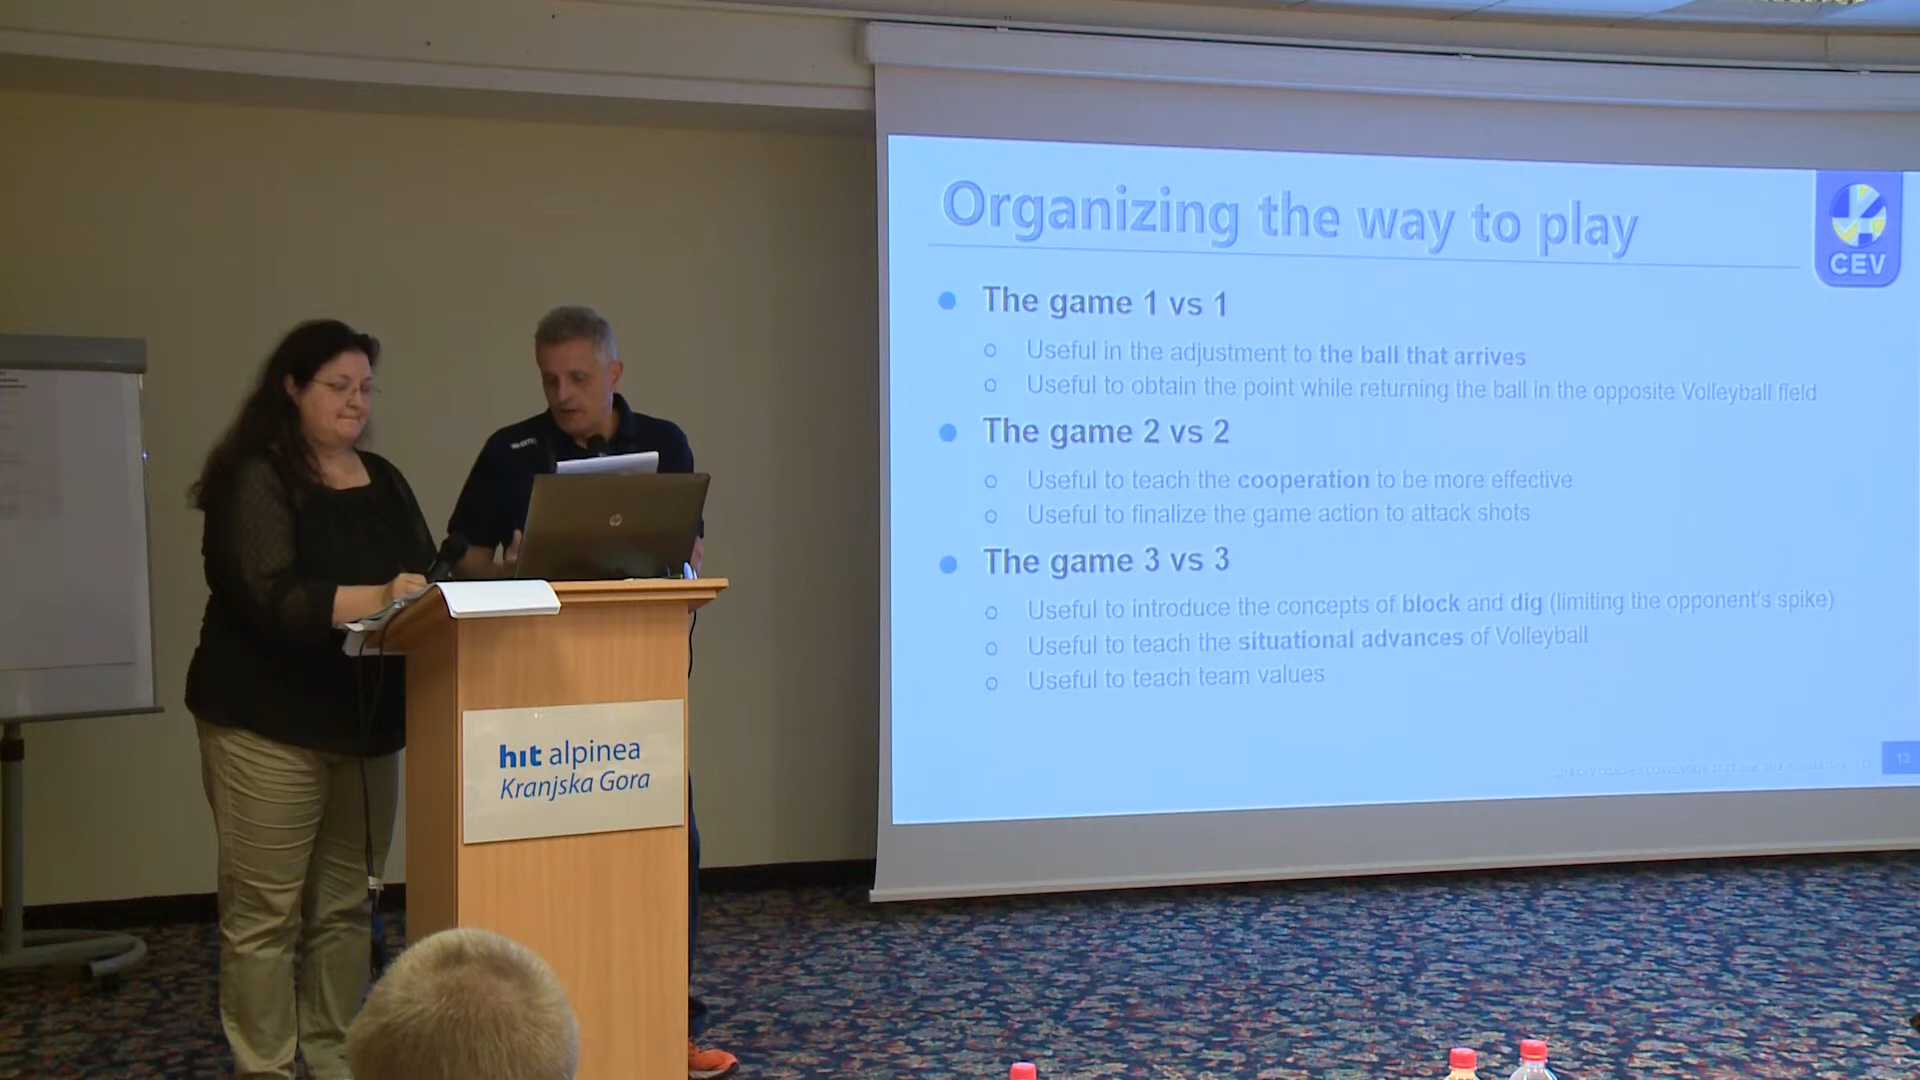 Organizing the way to play
CEV
The game 1 vs 1
Useful in the adjustment to the ball that arrives
Useful to obtain the point while returning the ball in the opposite Volleyball field
The game 2 vs 2
Useful to teach the cooperation to be more effective
Useful to finalize the game action to attack shots
The game 3 vs 3
Useful to introduce the concepts of block and dig (limiting the opponent's spike)
Useful to teach the situational advances of Volleyball
Useful to teach team values
13
hp
hit alpinea
Kranjska Gora